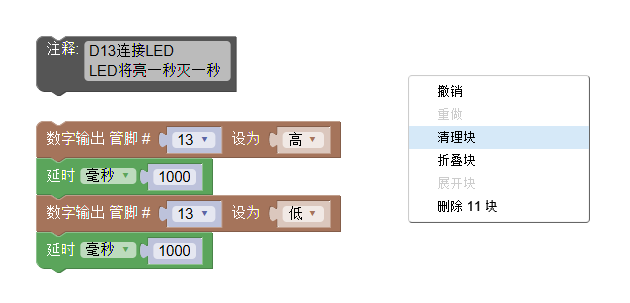 注释: D13连接LED
LED将亮一秒灭一秒
数字输出 管脚 # 13 设为 高
延时 毫秒 1000
数字输出 管脚 # 13 设为 低
延时 毫秒 1000
撤销
重做
清理块
折叠块
展开块
删除 11 块